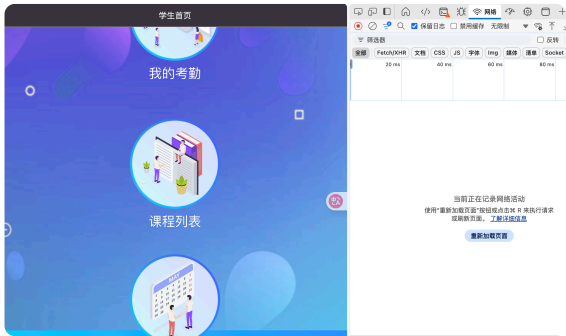 学生首页
我的考勤
课程列表
MAY
网络
保留日志
禁用缓存
无限制
筛选器
反转
全部
Fetch/XHR
文档
CSS
JS
字体
Img
媒体
清单
Socket
20 ms
40 ms
60 ms
80 ms
当前正在记录网络活动
使用"重新加载页面"按钮或点击⌘ R 来执行请求
或刷新页面。 了解详细信息
重新加载页面